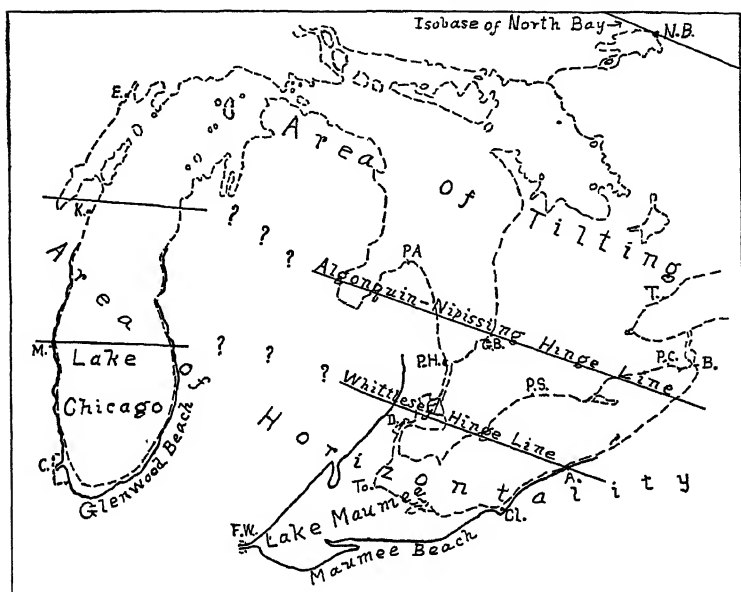 Isobase of North Bay
N.B.
E.
Area Of Tilting
K.
? ? ?
P.A.
Algonquin-Nipissing Hinge Line
T.
G.B.
P.C.
B.
M.
Lake Chicago
? ? ?
P.H.
P.S.
Whittlesey Hinge Line
D.
Area of Horizontality
C.
Glenwood Beach
To.
A.
F.W.
Lake Maumee
Cl.
Maumee Beach